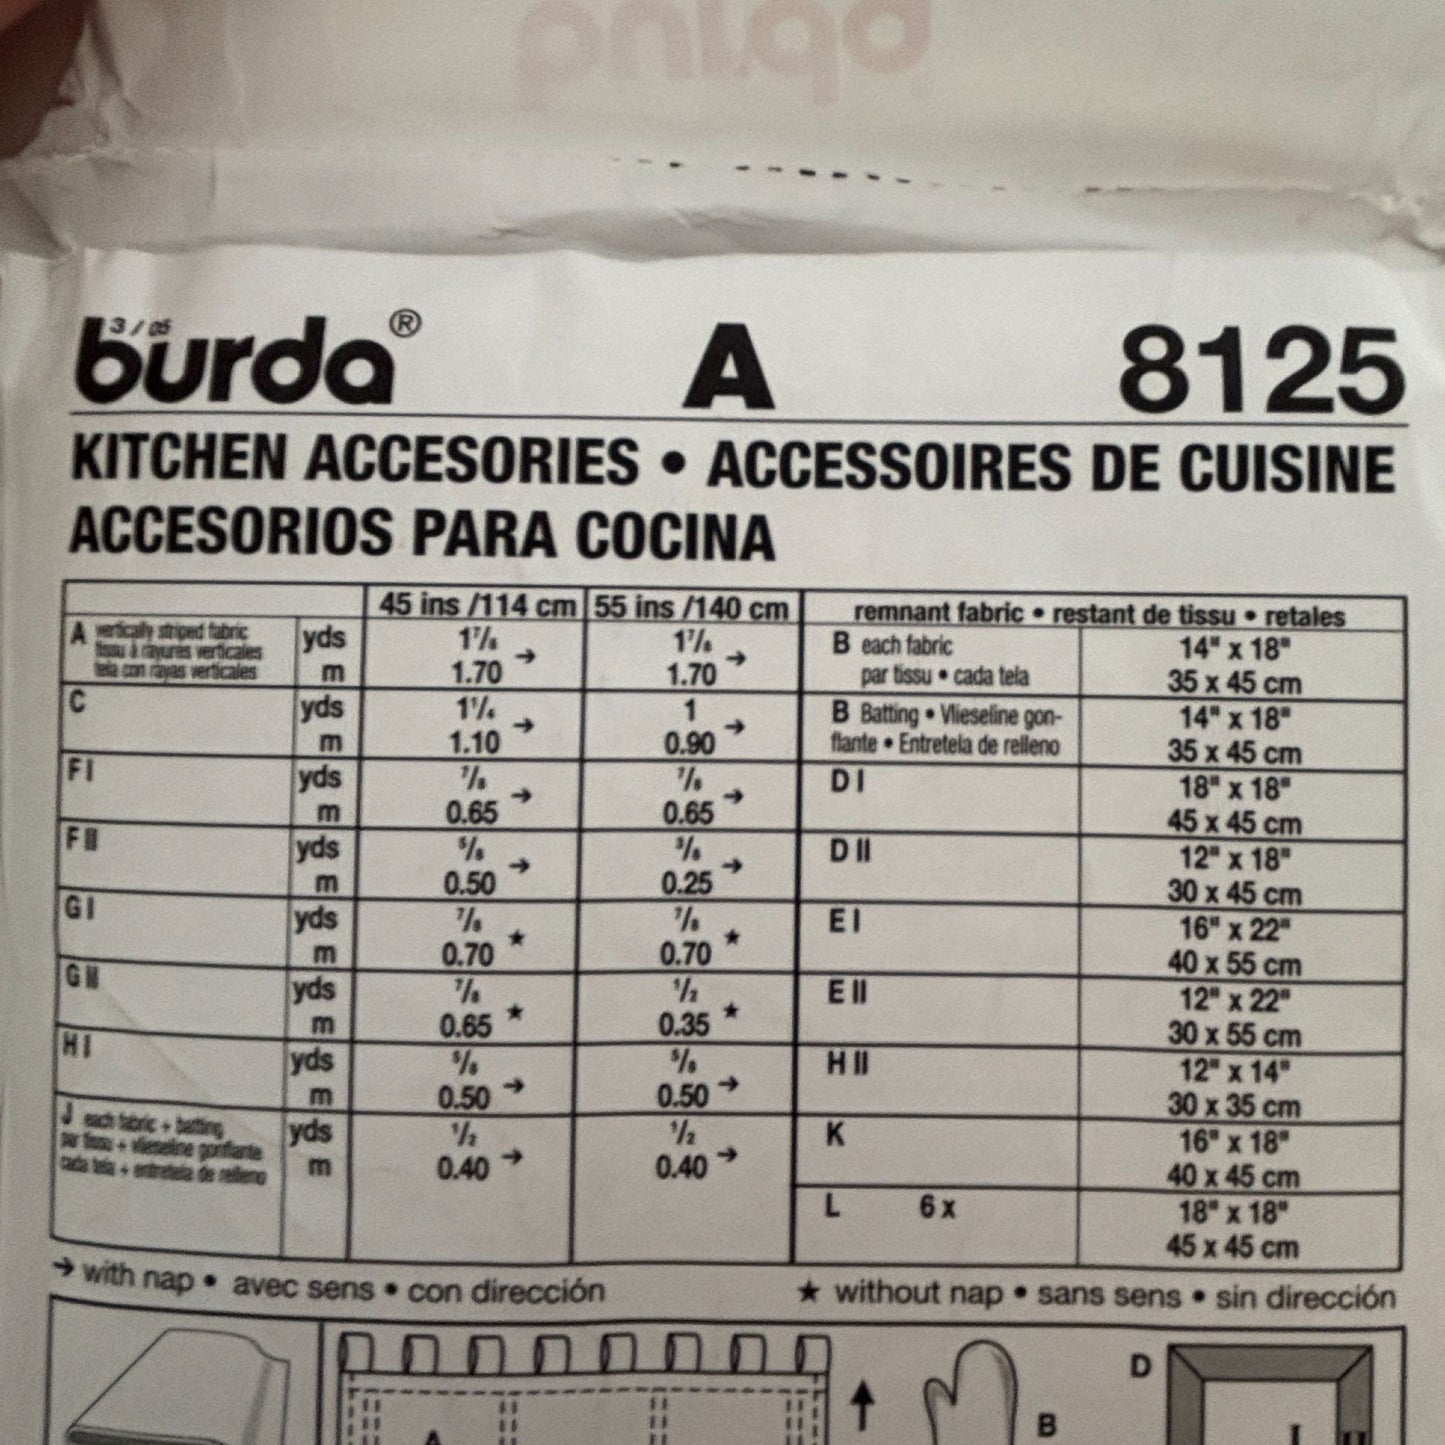 burda
3 / 05
burda® A 8125
KITCHEN ACCESORIES • ACCESSOIRES DE CUISINE
ACCESORIOS PARA COCINA
45 ins /114 cm 55 ins /140 cm remnant fabric • restant de tissu • retales
A vertically striped fabric yds 1 7/8 → 1 7/8 → B each fabric 14" x 18"
tissu à rayures verticales
tela con rayas verticales m 1.70 1.70 par tissu • cada tela 35 x 45 cm
C yds 1 1/4 → 1 → B Batting • Vlieseline gon- 14" x 18"
m 1.10 0.90 flante • Entretela de relleno 35 x 45 cm
F I yds 7/8 → 7/8 → D I 18" x 18"
m 0.65 0.65 45 x 45 cm
F II yds 5/8 → 3/8 → D II 12" x 18"
m 0.50 0.25 30 x 45 cm
G I yds 7/8 ★ 7/8 ★ E I 16" x 22"
m 0.70 0.70 40 x 55 cm
G II yds 7/8 ★ 1/2 ★ E II 12" x 22"
m 0.65 0.35 30 x 55 cm
H I yds 5/8 → 5/8 → H II 12" x 14"
m 0.50 0.50 30 x 35 cm
J each fabric + batting yds 1/2 → 1/2 → K 16" x 18"
par tissu + vlieseline gonflante
cada tela + entretela de relleno m 0.40 0.40 40 x 45 cm
L 6 x 18" x 18"
45 x 45 cm
→ with nap • avec sens • con dirección ★ without nap • sans sens • sin dirección
D
A B I II